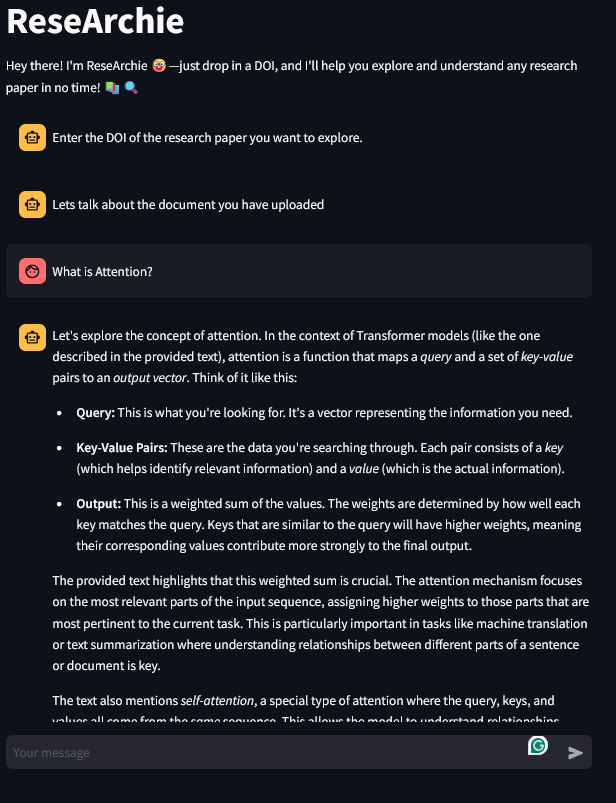 ReseArchie
Hey there! I'm ReseArchie 🤪 —just drop in a DOI, and I'll help you explore and understand any research
paper in no time! 📚 🔍
Enter the DOI of the research paper you want to explore.
Lets talk about the document you have uploaded
What is Attention?
Let's explore the concept of attention. In the context of Transformer models (like the one
described in the provided text), attention is a function that maps a query and a set of key-value
pairs to an output vector. Think of it like this:
• Query: This is what you're looking for. It's a vector representing the information you need.
• Key-Value Pairs: These are the data you're searching through. Each pair consists of a key
(which helps identify relevant information) and a value (which is the actual information).
• Output: This is a weighted sum of the values. The weights are determined by how well each
key matches the query. Keys that are similar to the query will have higher weights, meaning
their corresponding values contribute more strongly to the final output.
The provided text highlights that this weighted sum is crucial. The attention mechanism focuses
on the most relevant parts of the input sequence, assigning higher weights to those parts that are
most pertinent to the current task. This is particularly important in tasks like machine translation
or text summarization where understanding relationships between different parts of a sentence
or document is key.
The text also mentions self-attention, a special type of attention where the query, keys, and
values all come from the same sequence. This allows the model to understand relationships
Your message